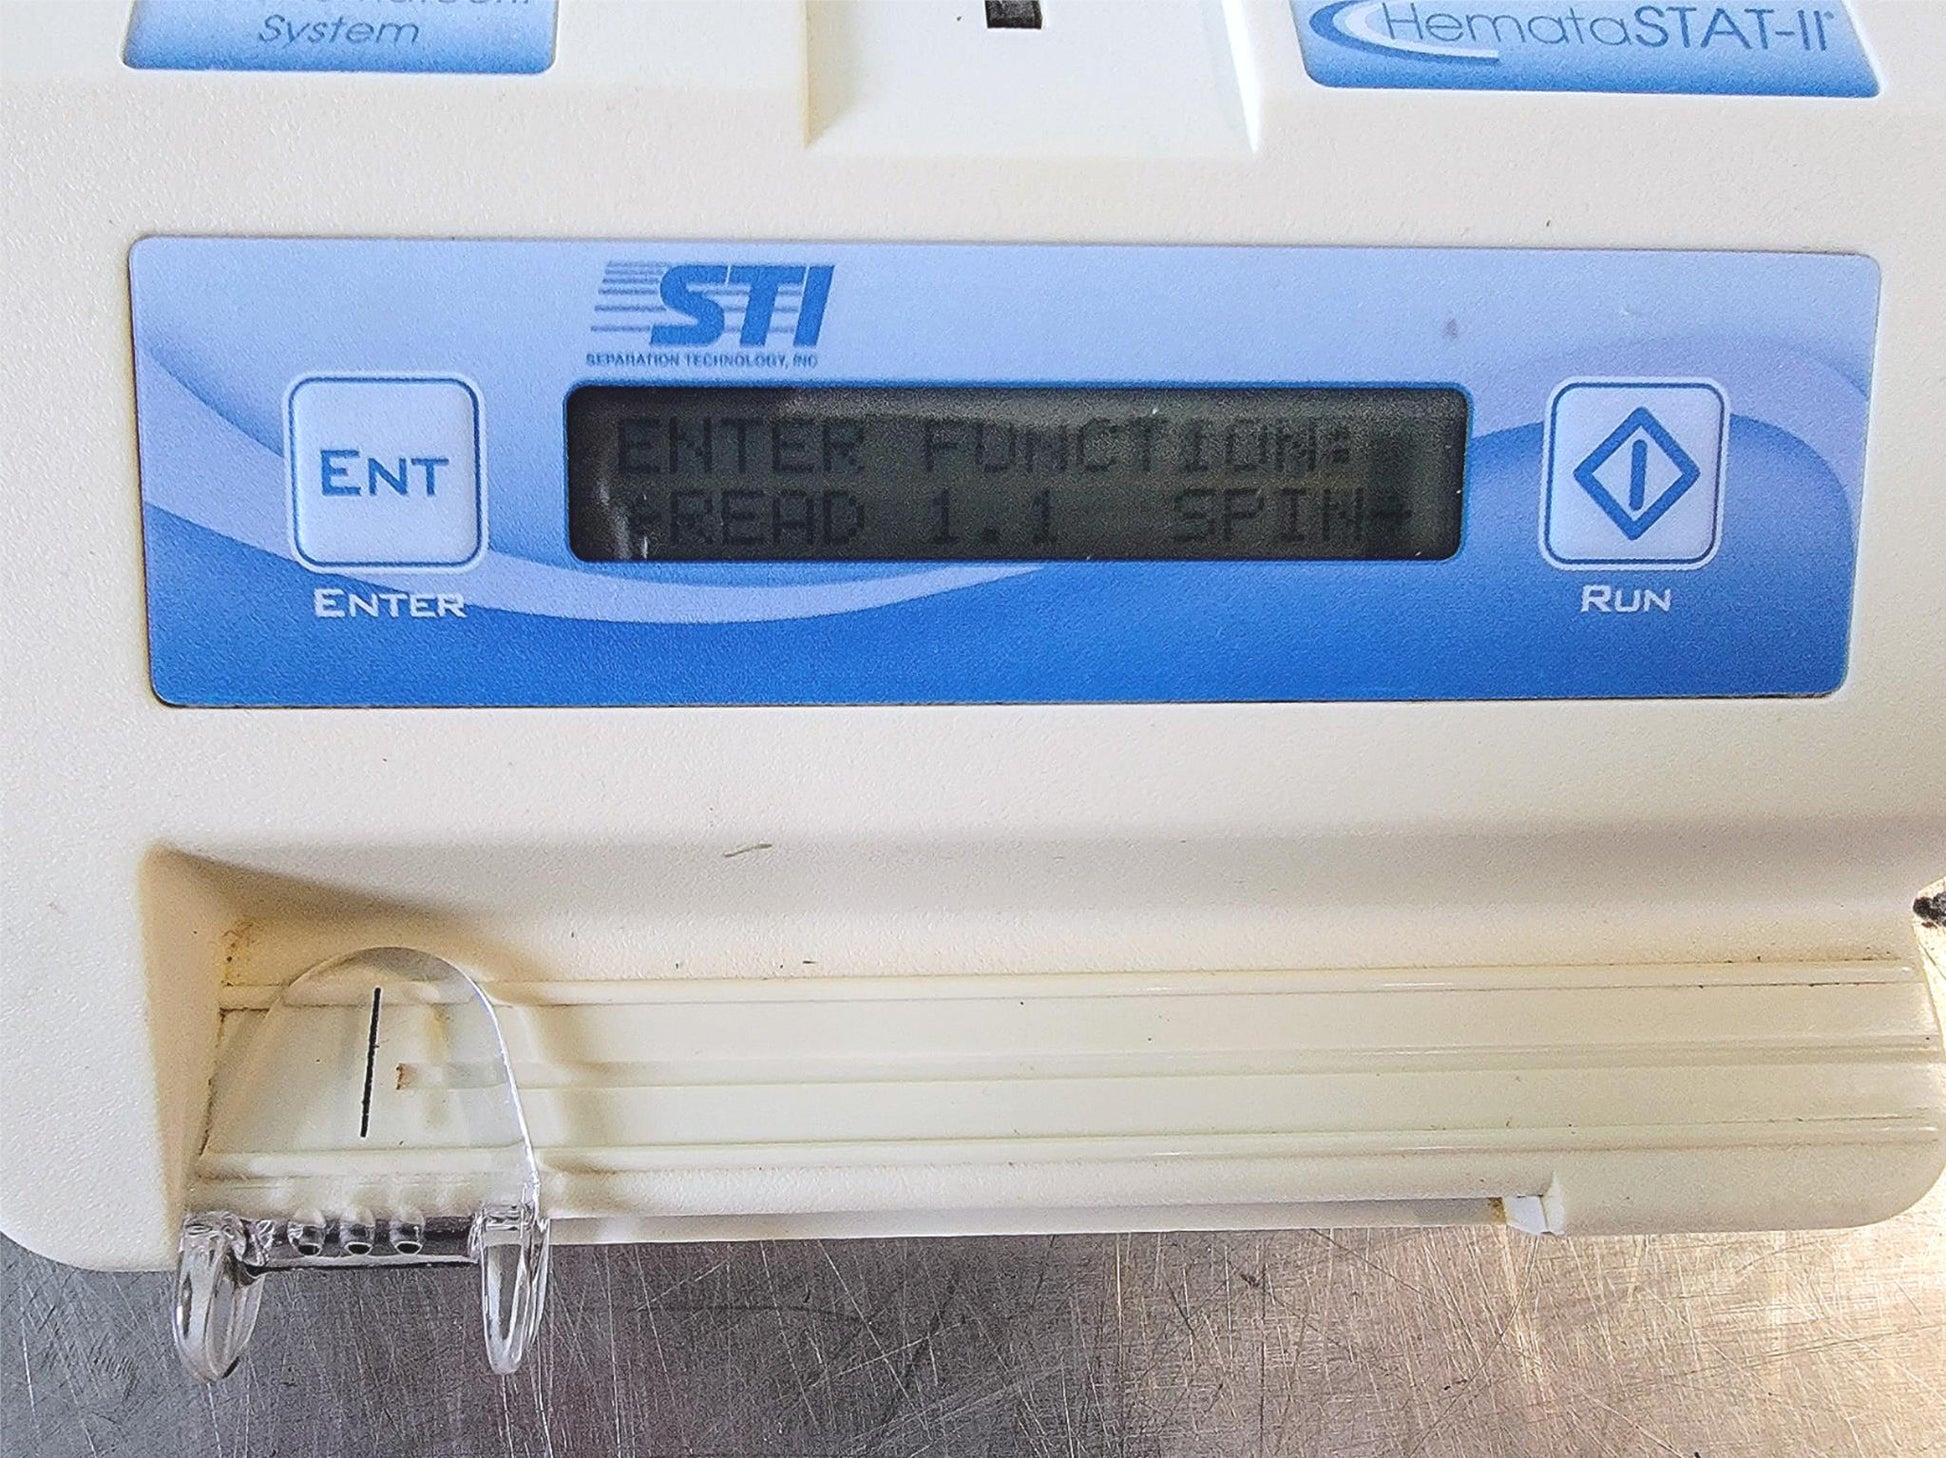 System
HemataSTAT-II
STI
SEPARATION TECHNOLOGY, INC
ENT
ENTER FUNCTION:
←READ 1.1 SPIN→
ENTER
RUN